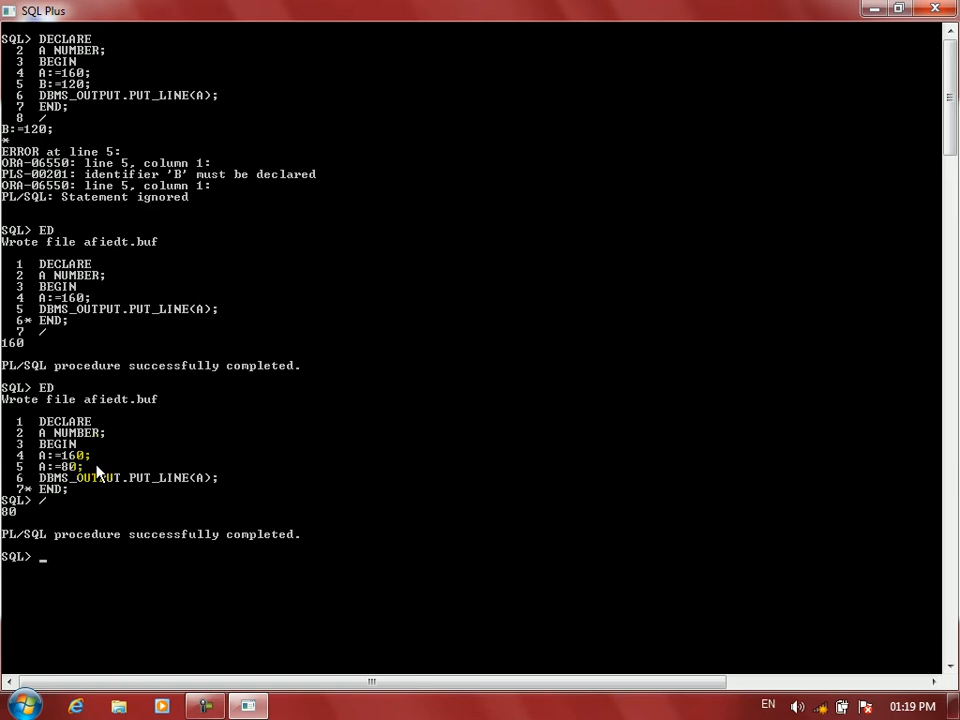 SQL Plus
SQL> DECLARE
2 A NUMBER;
3 BEGIN
4 A:=160;
5 B:=120;
6 DBMS_OUTPUT.PUT_LINE(A);
7 END;
8 /
B:=120;
*
ERROR at line 5:
ORA-06550: line 5, column 1:
PLS-00201: identifier 'B' must be declared
ORA-06550: line 5, column 1:
PL/SQL: Statement ignored
SQL> ED
Wrote file afiedt.buf
1 DECLARE
2 A NUMBER;
3 BEGIN
4 A:=160;
5 DBMS_OUTPUT.PUT_LINE(A);
6* END;
7 /
160
PL/SQL procedure successfully completed.
SQL> ED
Wrote file afiedt.buf
1 DECLARE
2 A NUMBER;
3 BEGIN
4 A:=160;
5 A:=80;
6 DBMS_OUTPUT.PUT_LINE(A);
7* END;
SQL> /
80
PL/SQL procedure successfully completed.
SQL> _
EN
01:19 PM